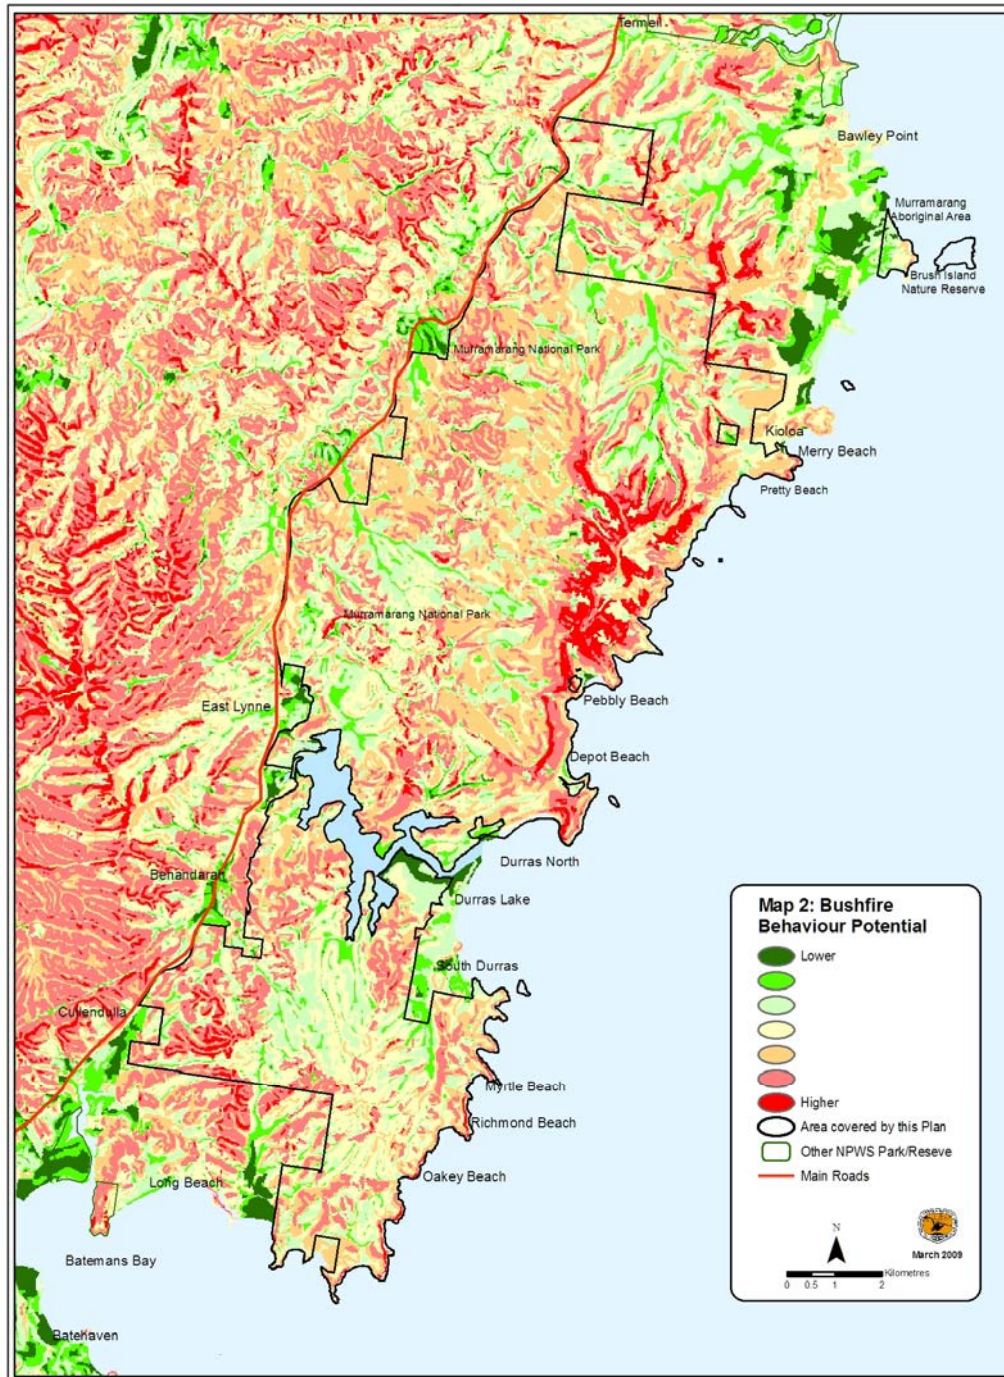 Termeil
Bawley Point
Murramarang
Aboriginal Area
Brush Island
Nature Reserve
Murramarang National Park
Kioloa
Merry Beach
Pretty Beach
Murramarang National Park
Pebbly Beach
East Lynne
Depot Beach
Durras North
Benandarah
Durras Lake
South Durras
Cullendulla
Myrtle Beach
Richmond Beach
Oakey Beach
Long Beach
Batemans Bay
Batehaven
Map 2: Bushfire
Behaviour Potential
Lower
Higher
Area covered by this Plan
Other NPWS Park/Reseve
Main Roads
N
March 2009
Kilometres
0 0.5 1 2